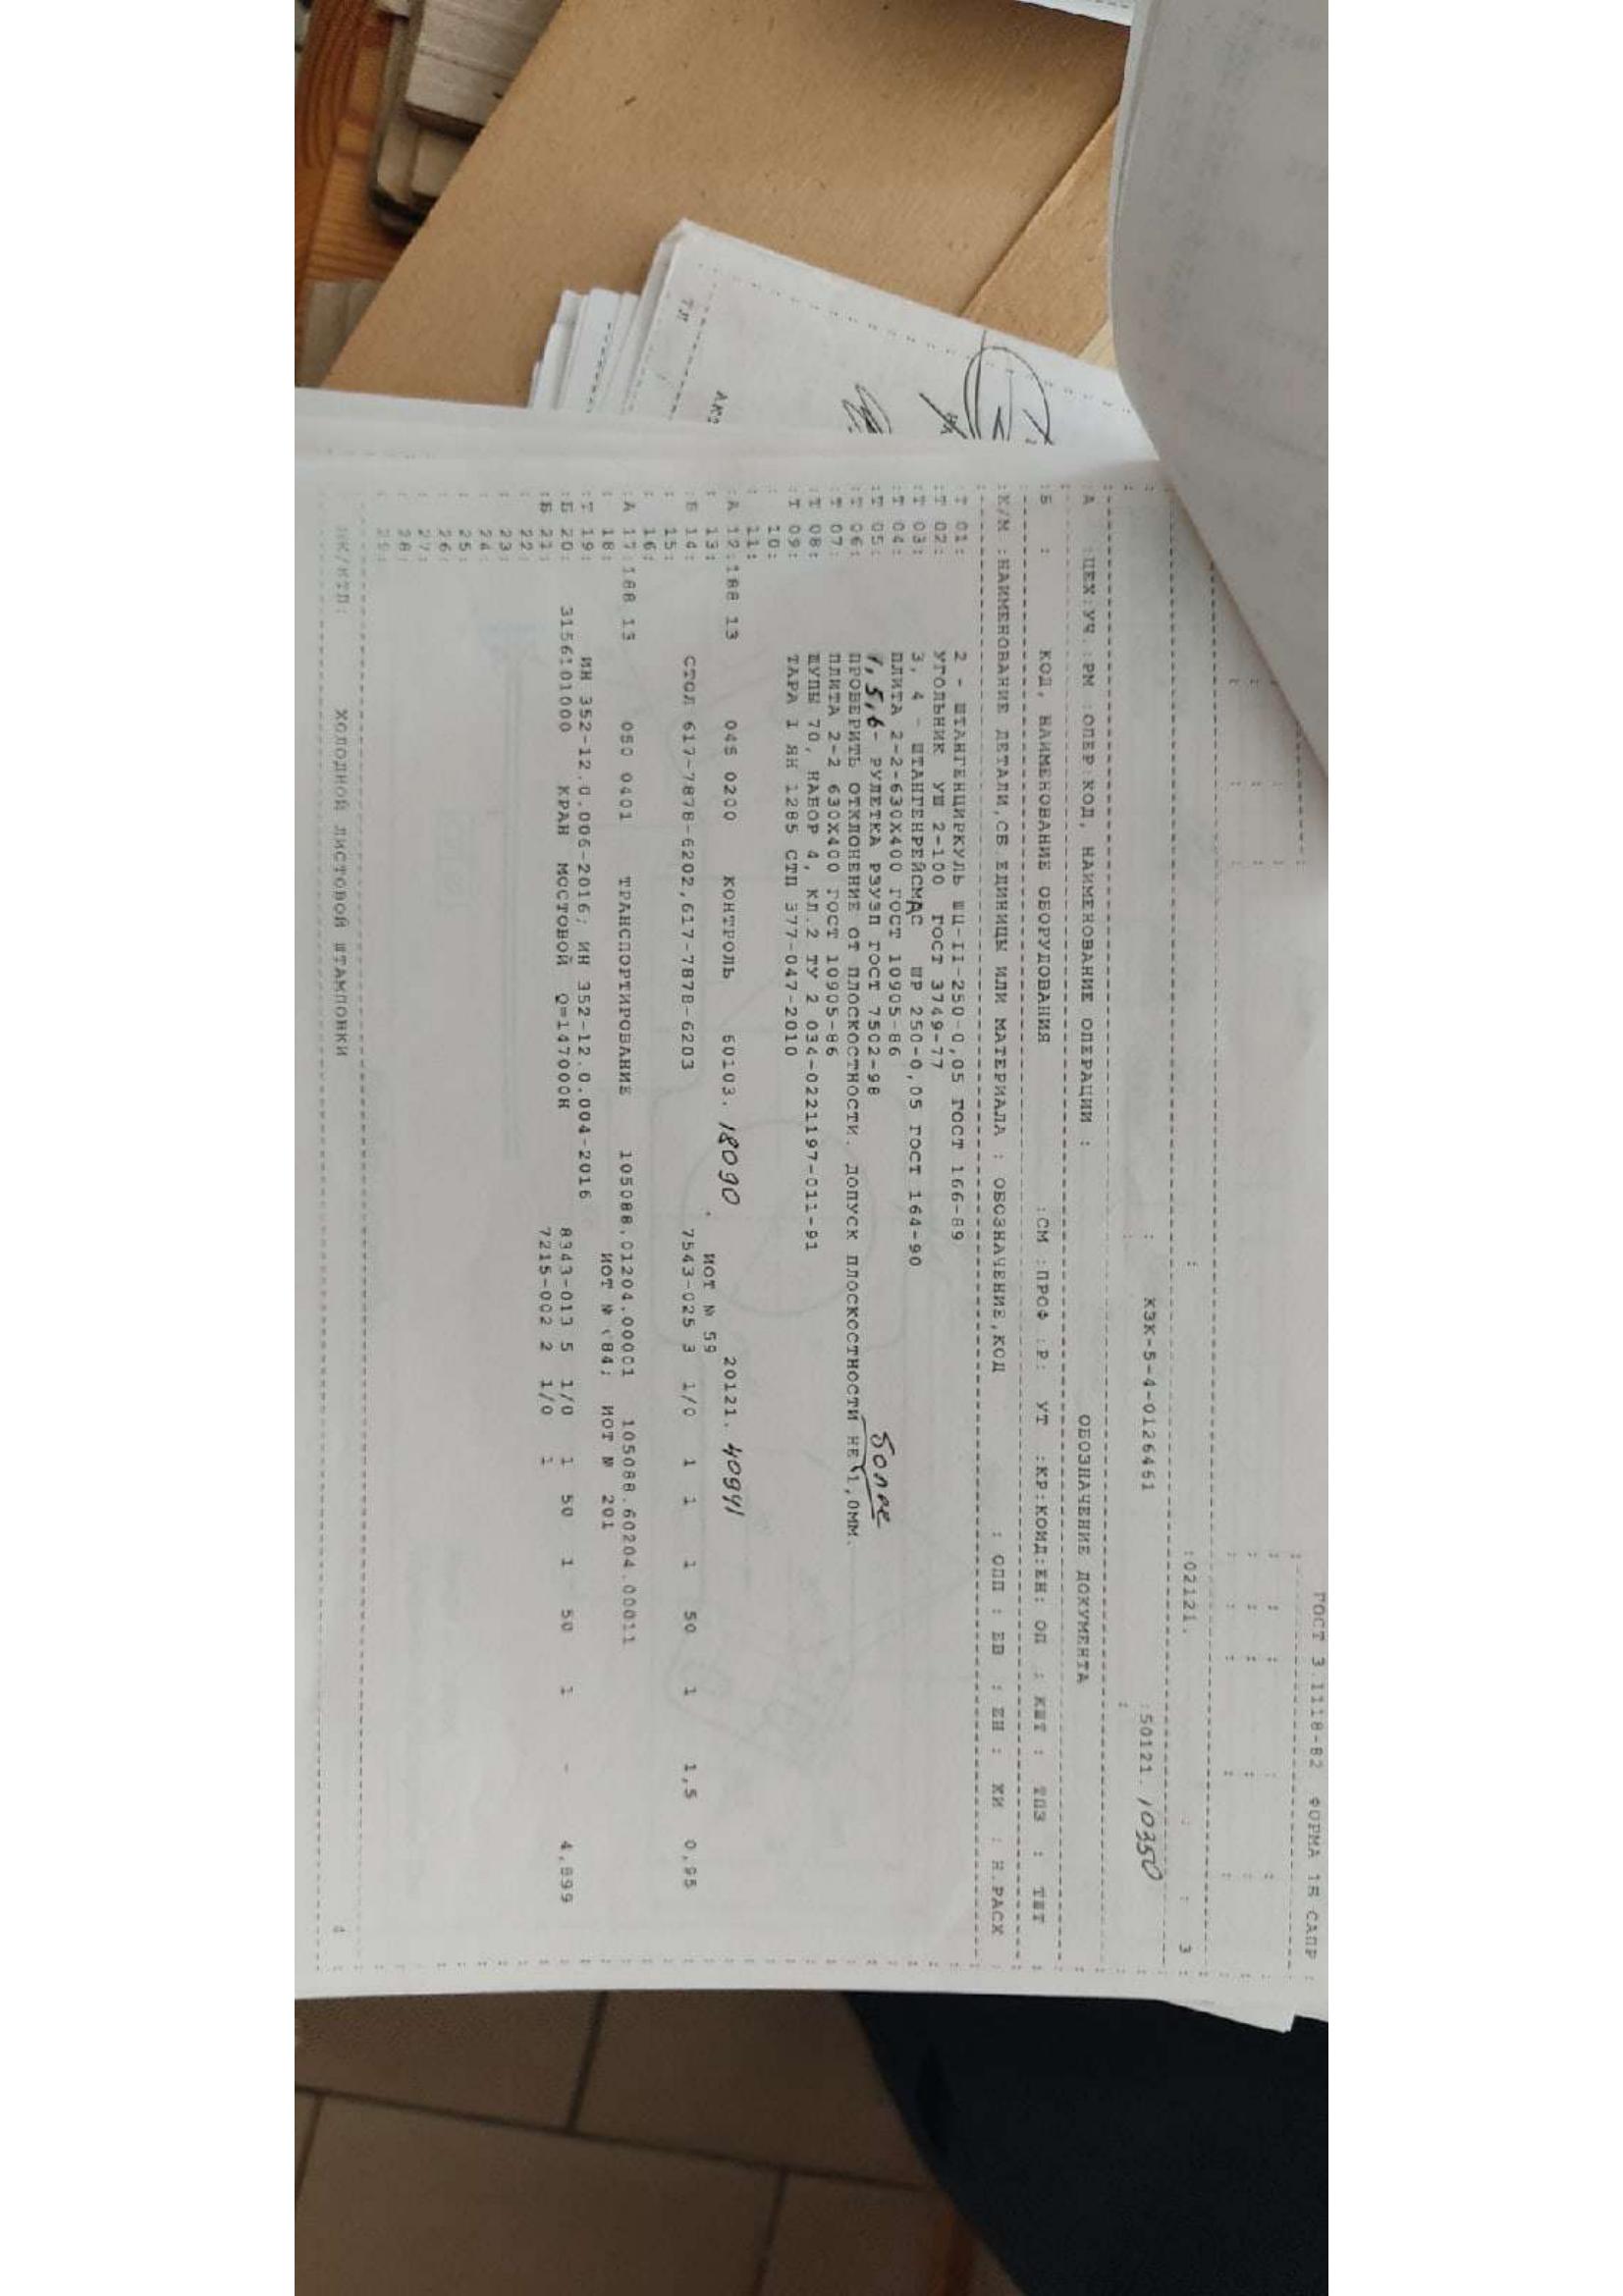 ГОСТ 3.1118-82 ФОРМА 1Б САПР
:02121. 3
КЗК-5-4-0126461 :50121. 10350
А :ЦЕХ:УЧ.:РМ :ОПЕР:КОД, НАИМЕНОВАНИЕ ОПЕРАЦИИ : ОБОЗНАЧЕНИЕ ДОКУМЕНТА
:Б : КОД, НАИМЕНОВАНИЕ ОБОРУДОВАНИЯ :СМ :ПРОФ :Р: УТ :КР:КОИД:ЕН: ОП : КШТ : ТПЗ : ТШТ
:К/М :НАИМЕНОВАНИЕ ДЕТАЛИ,СБ.ЕДИНИЦЫ ИЛИ МАТЕРИАЛА : ОБОЗНАЧЕНИЕ,КОД : ОПП : ЕВ : ЕН : КИ : Н.РАСХ
:Т 01: 2 - ШТАНГЕНЦИРКУЛЬ ШЦ-II-250-0,05 ГОСТ 166-89
:Т 02: УГОЛЬНИК УШ 2-100 ГОСТ 3749-77
:Т 03: 3, 4 - ШТАНГЕНРЕЙСМАС ШР 250-0,05 ГОСТ 164-90
:Т 04: ПЛИТА 2-2-630Х400 ГОСТ 10905-86
:Т 05: 1,5,6- РУЛЕТКА Р3УЗП ГОСТ 7502-98 более
:Т 06: ПРОВЕРИТЬ ОТКЛОНЕНИЕ ОТ ПЛОСКОСТНОСТИ. ДОПУСК ПЛОСКОСТНОСТИ НЕ 1,0ММ.
:Т 07: ПЛИТА 2-2 630Х400 ГОСТ 10905-86
:Т 08: ЩУПЫ 70, НАБОР 4, КЛ.2 ТУ 2 034-0221197-011-91
:Т 09: ТАРА 1 ЯН 1285 СТП 377-047-2010
: 10:
: 11:
:А 12:188 13 045 0200 КОНТРОЛЬ 60103. 18090. 20121. 40941
: 13: ИОТ № 59
:Б 14: СТОЛ 617-7878-6202,617-7878-6203 7543-025 3 1/0 1 1 1 50 1 1,5 0,95
: 15:
: 16:
:А 17:188 13 050 0401 ТРАНСПОРТИРОВАНИЕ 105088.01204.00001 105088.60204.00011
: 18: ИОТ № 84; ИОТ № 201
:Т 19: ИН 352-12.0.006-2016; ИН 352-12.0.004-2016
:Б 20: 3156101000 КРАН МОСТОВОЙ Q=147000Н 8343-013 5 1/0 1 50 1 50 1 - 4,899
:Б 21: 7215-002 2 1/0 1
: 22:
: 23:
: 24:
: 25:
: 26:
: 27:
: 28:
: 29:
:МК/КТП: ХОЛОДНОЙ ЛИСТОВОЙ ШТАМПОВКИ 4